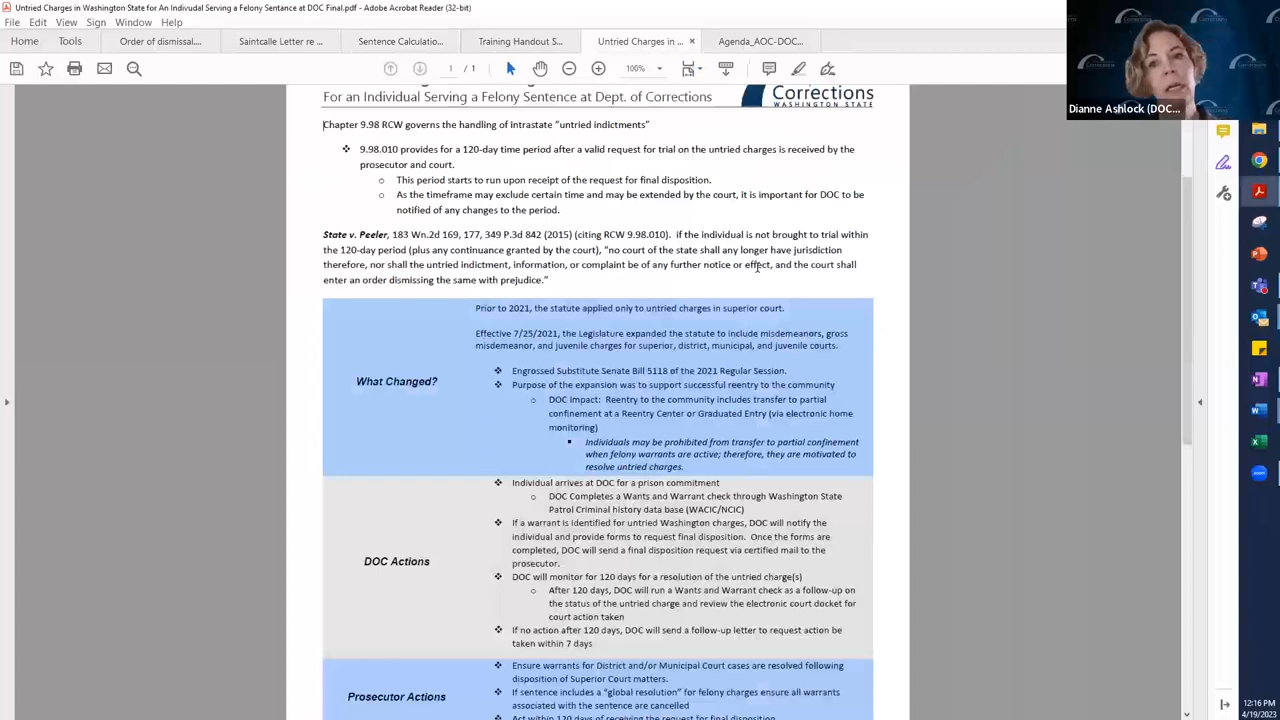 Untried Charges in Washington State for An Indivudal Serving a Felony Sentence at DOC Final.pdf - Adobe Acrobat Reader (32-bit)
File Edit View Sign Window Help
Home Tools Order of dismissal.... Saintcalle Letter re ... Sentence Calculatio... Training Handout S... Untried Charges in ... × Agenda_AOC-DOC...
1 / 1 100%
For an Individual Serving a Felony Sentence at Dept. of Corrections
Corrections
WASHINGTON STATE
Chapter 9.98 RCW governs the handling of intrastate "untried indictments"
❖ 9.98.010 provides for a 120-day time period after a valid request for trial on the untried charges is received by the
prosecutor and court.
o This period starts to run upon receipt of the request for final disposition.
o As the timeframe may exclude certain time and may be extended by the court, it is important for DOC to be
notified of any changes to the period.
State v. Peeler, 183 Wn.2d 169, 177, 349 P.3d 842 (2015) (citing RCW 9.98.010). if the individual is not brought to trial within
the 120-day period (plus any continuance granted by the court), "no court of the state shall any longer have jurisdiction
therefore, nor shall the untried indictment, information, or complaint be of any further notice or effect, and the court shall
enter an order dismissing the same with prejudice."
What Changed?
Prior to 2021, the statute applied only to untried charges in superior court.
Effective 7/25/2021, the Legislature expanded the statute to include misdemeanors, gross
misdemeanor, and juvenile charges for superior, district, municipal, and juvenile courts.
❖ Engrossed Substitute Senate Bill 5118 of the 2021 Regular Session.
❖ Purpose of the expansion was to support successful reentry to the community
o DOC Impact: Reentry to the community includes transfer to partial
confinement at a Reentry Center or Graduated Entry (via electronic home
monitoring)
▪ Individuals may be prohibited from transfer to partial confinement
when felony warrants are active; therefore, they are motivated to
resolve untried charges.
DOC Actions
❖ Individual arrives at DOC for a prison commitment
o DOC Completes a Wants and Warrant check through Washington State
Patrol Criminal history data base (WACIC/NCIC)
❖ If a warrant is identified for untried Washington charges, DOC will notify the
individual and provide forms to request final disposition. Once the forms are
completed, DOC will send a final disposition request via certified mail to the
prosecutor.
❖ DOC will monitor for 120 days for a resolution of the untried charge(s)
o After 120 days, DOC will run a Wants and Warrant check as a follow-up on
the status of the untried charge and review the electronic court docket for
court action taken
❖ If no action after 120 days, DOC will send a follow-up letter to request action be
taken within 7 days
Prosecutor Actions
❖ Ensure warrants for District and/or Municipal Court cases are resolved following
disposition of Superior Court matters.
❖ If sentence includes a "global resolution" for felony charges ensure all warrants
associated with the sentence are cancelled
❖ Act within 120 days of receiving the request for final disposition
Dianne Ashlock (DOC...
12:16 PM
4/19/2023